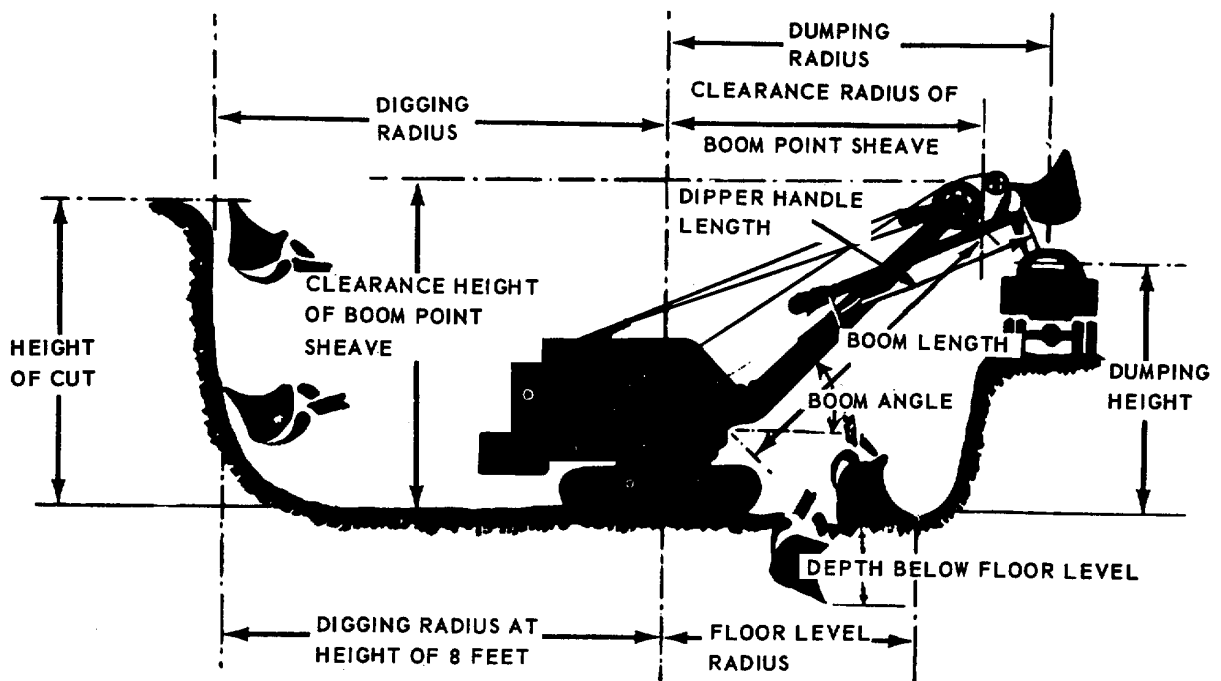 DUMPING
RADIUS
CLEARANCE RADIUS OF
BOOM POINT SHEAVE
DIGGING
RADIUS
DIPPER HANDLE
LENGTH
CLEARANCE HEIGHT
OF BOOM POINT
SHEAVE
HEIGHT
OF CUT
BOOM LENGTH
BOOM ANGLE
DUMPING
HEIGHT
DEPTH BELOW FLOOR LEVEL
DIGGING RADIUS AT
HEIGHT OF 8 FEET
FLOOR LEVEL
RADIUS